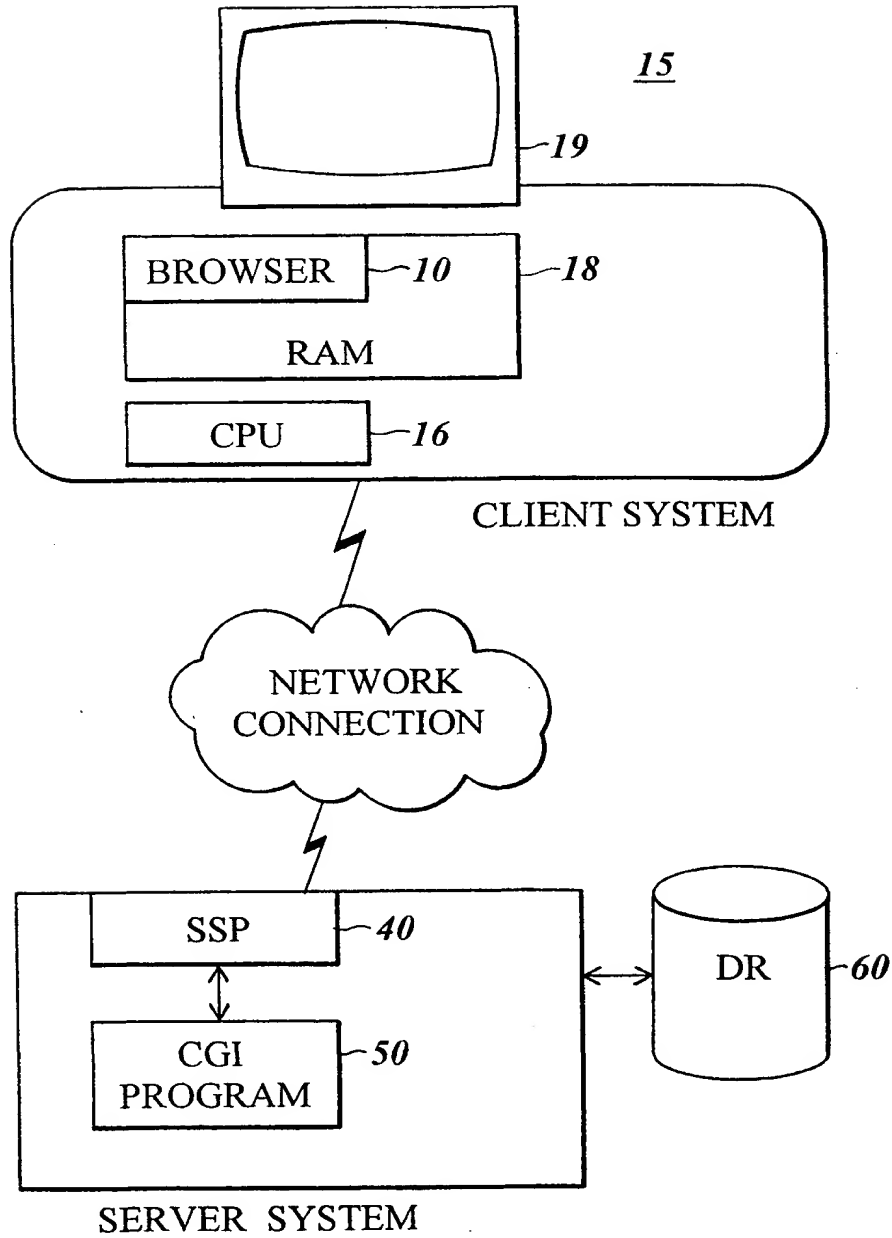 15
19
BROWSER
10
18
RAM
CPU
16
CLIENT SYSTEM
NETWORK
CONNECTION
SSP
40
DR
60
CGI
PROGRAM
50
SERVER SYSTEM